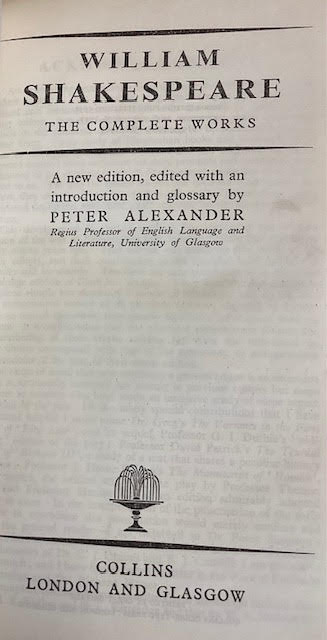 WILLIAM
SHAKESPEARE
THE COMPLETE WORKS
A new edition, edited with an
introduction and glossary by
PETER ALEXANDER
Regius Professor of English Language and
Literature, University of Glasgow
COLLINS
LONDON AND GLASGOW